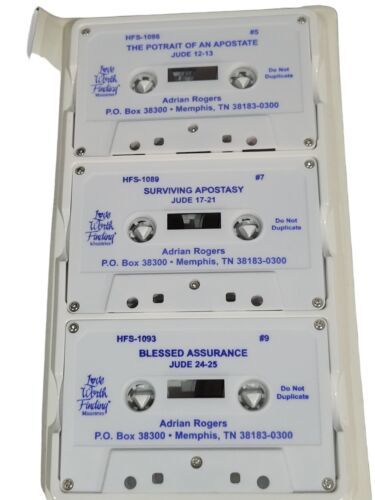 HFS-1086 #5
THE POTRAIT OF AN APOSTATE
JUDE 12-13
Love
Worth
Finding
MINISTRIES
Do Not
Duplicate
Adrian Rogers
P.O. Box 38300 • Memphis, TN 38183-0300
HFS-1089 #7
SURVIVING APOSTASY
JUDE 17-21
Love
Worth
Finding
MINISTRIES
Do Not
Duplicate
Adrian Rogers
P.O. Box 38300 • Memphis, TN 38183-0300
HFS-1093 #9
BLESSED ASSURANCE
JUDE 24-25
Love
Worth
Finding
MINISTRIES
Do Not
Duplicate
Adrian Rogers
P.O. Box 38300 • Memphis, TN 38183-0300